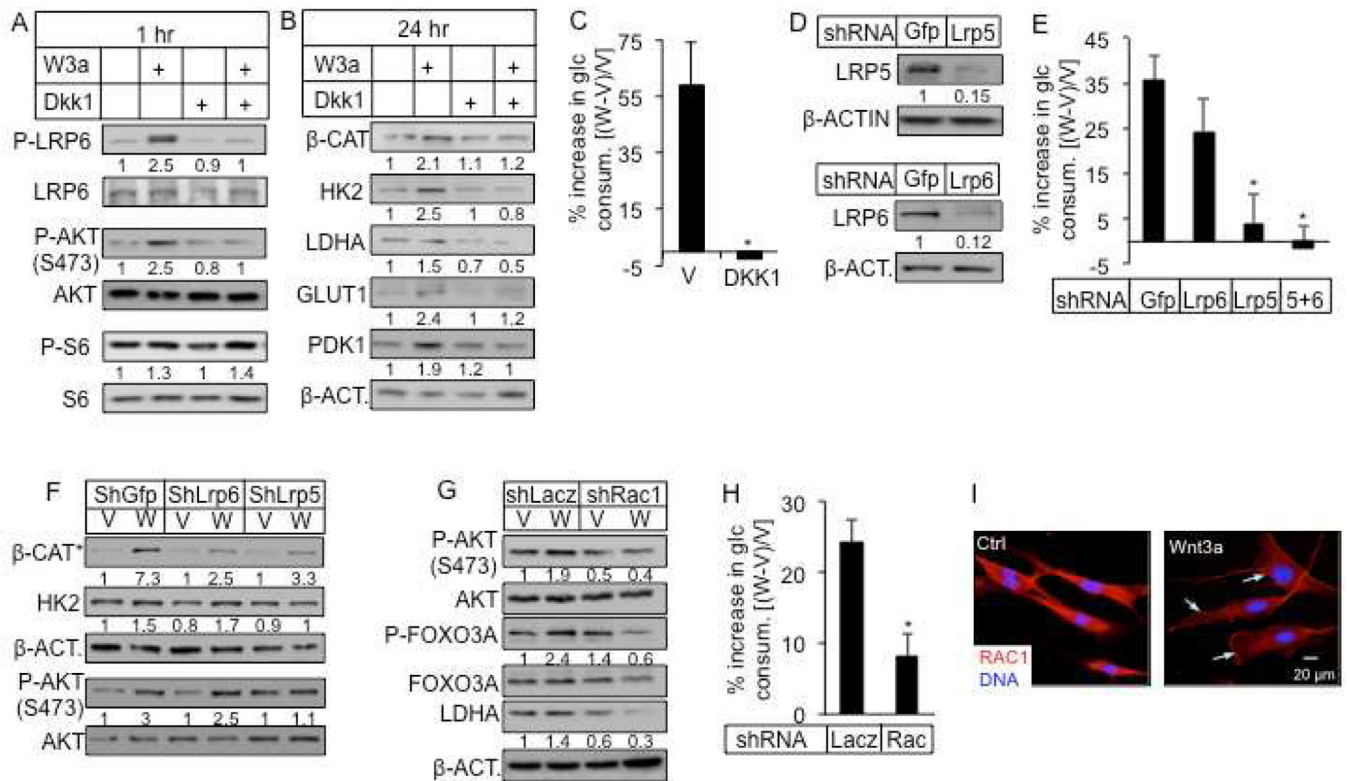 A
1 hr
W3a + +
Dkk1 + +
P-LRP6
1 2.5 0.9 1
LRP6
P-AKT
(S473)
1 2.5 0.8 1
AKT
P-S6
1 1.3 1 1.4
S6
B
24 hr
W3a + +
Dkk1 + +
β-CAT
1 2.1 1.1 1.2
HK2
1 2.5 1 0.8
LDHA
1 1.5 0.7 0.5
GLUT1
1 2.4 1 1.2
PDK1
1 1.9 1.2 1
β-ACT.
C
% increase in glc
consum. [(W-V)/V]
75
55
35
15
-5
*
V DKK1
D
shRNA Gfp Lrp5
LRP5
1 0.15
β-ACTIN
shRNA Gfp Lrp6
LRP6
1 0.12
β-ACT.
E
% increase in glc
consum. [(W-V)/V]
45
35
25
15
5
-5
* *
shRNA Gfp Lrp6 Lrp5 5+6
F
ShGfp ShLrp6 ShLrp5
V W V W V W
β-CAT*
1 7.3 1 2.5 1 3.3
HK2
1 1.5 0.8 1.7 0.9 1
β-ACT.
P-AKT
(S473)
1 3 1 2.5 1 1.1
AKT
G
shLacz shRac1
V W V W
P-AKT
(S473)
1 1.9 0.5 0.4
AKT
P-FOXO3A
1 2.4 1.4 0.6
FOXO3A
LDHA
1 1.4 0.6 0.3
β-ACT.
H
% increase in glc
consum. [(W-V)/V]
30
20
10
0
*
shRNA Lacz Rac
I
Ctrl
RAC1
DNA
Wnt3a
20 μm